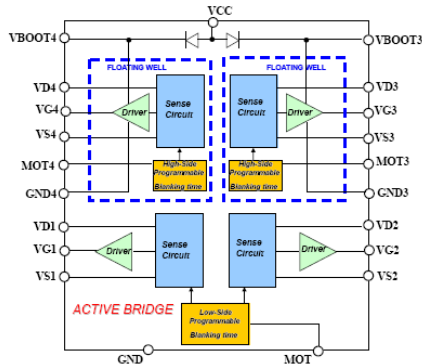 VCC
VBOOT4
VBOOT3
FLOATING WELL
FLOATING WELL
VD4
VD3
Sense
Circuit
Sense
Circuit
VG4
Driver
Driver
VG3
VS4
VS3
MOT4
High-Side
Programmable
Blanking time
High-Side
Programmable
Blanking time
MOT3
GND4
GND3
VD1
VD2
Sense
Circuit
Sense
Circuit
VG1
Driver
Driver
VG2
VS1
VS2
ACTIVE BRIDGE
Low-Side
Programmable
Blanking time
GND
MOT